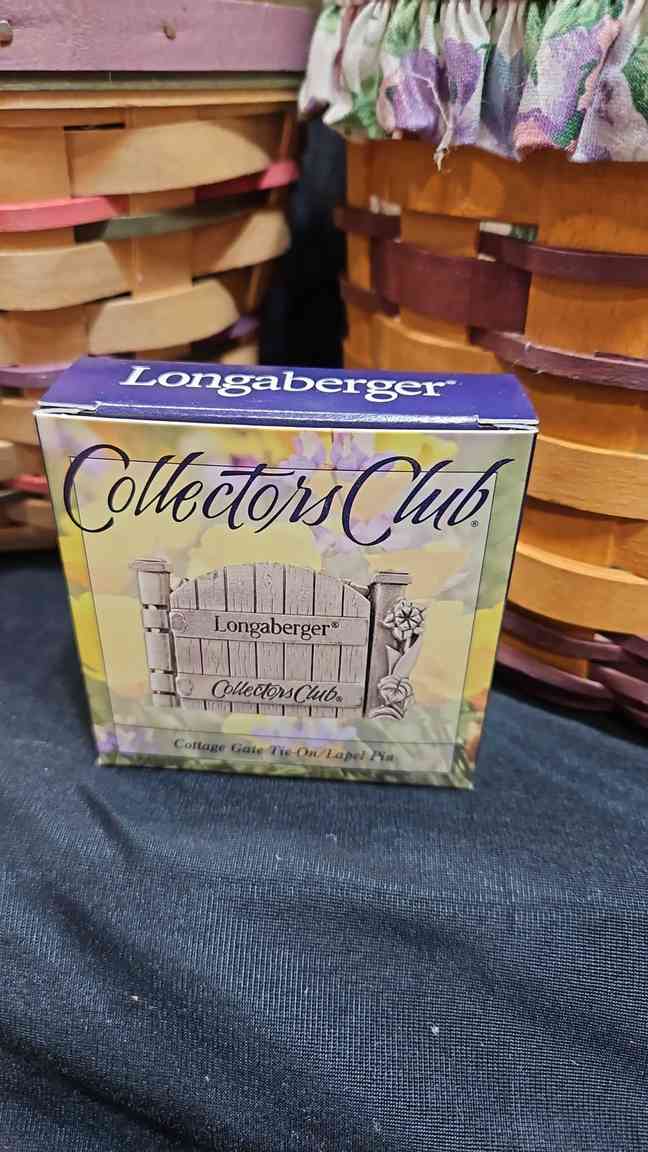 Longaberger®
Collectors Club®
Longaberger®
Collectors Club®
Cottage Gate Tie-On/Lapel Pin